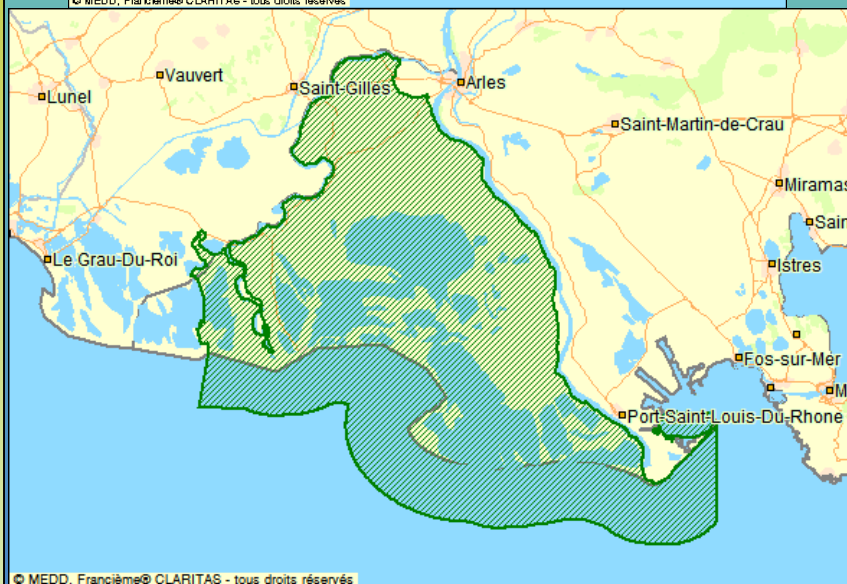 © MEDD, Francième® CLARITAS - tous droits réservés
Vauvert
Lunel
Saint-Gilles
Arles
Saint-Martin-de-Crau
Miramas
Sain
Le Grau-Du-Roi
Istres
Fos-sur-Mer
M
Port-Saint-Louis-Du-Rhone
© MEDD, Francième® CLARITAS - tous droits réservés